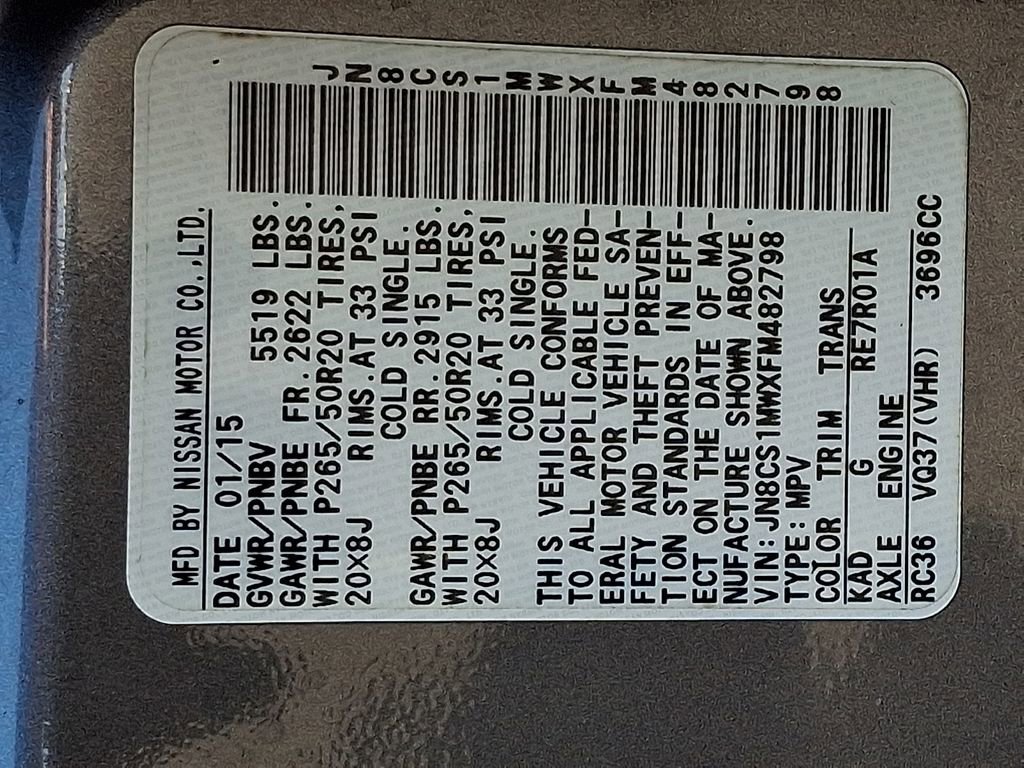 MFD BY NISSAN MOTOR CO.,LTD.
DATE 01/15
GVWR/PNBV 5519 LBS.
GAWR/PNBE FR.2622 LBS.
WITH P265/50R20 TIRES,
20X8J RIMS.AT 33 PSI
COLD SINGLE.
GAWR/PNBE RR.2915 LBS.
WITH P265/50R20 TIRES,
20X8J RIMS.AT 33 PSI
COLD SINGLE.
THIS VEHICLE CONFORMS
TO ALL APPLICABLE FED-
ERAL MOTOR VEHICLE SA-
FETY AND THEFT PREVEN-
TION STANDARDS IN EFF-
ECT ON THE DATE OF MA-
NUFACTURE SHOWN ABOVE.
VIN:JN8CS1MWXFM482798
TYPE:MPV
COLOR TRIM TRANS
KAD G RE7R01A
AXLE ENGINE
RC36 VQ37(VHR) 3696CC
JN8CS1MWXFM482798